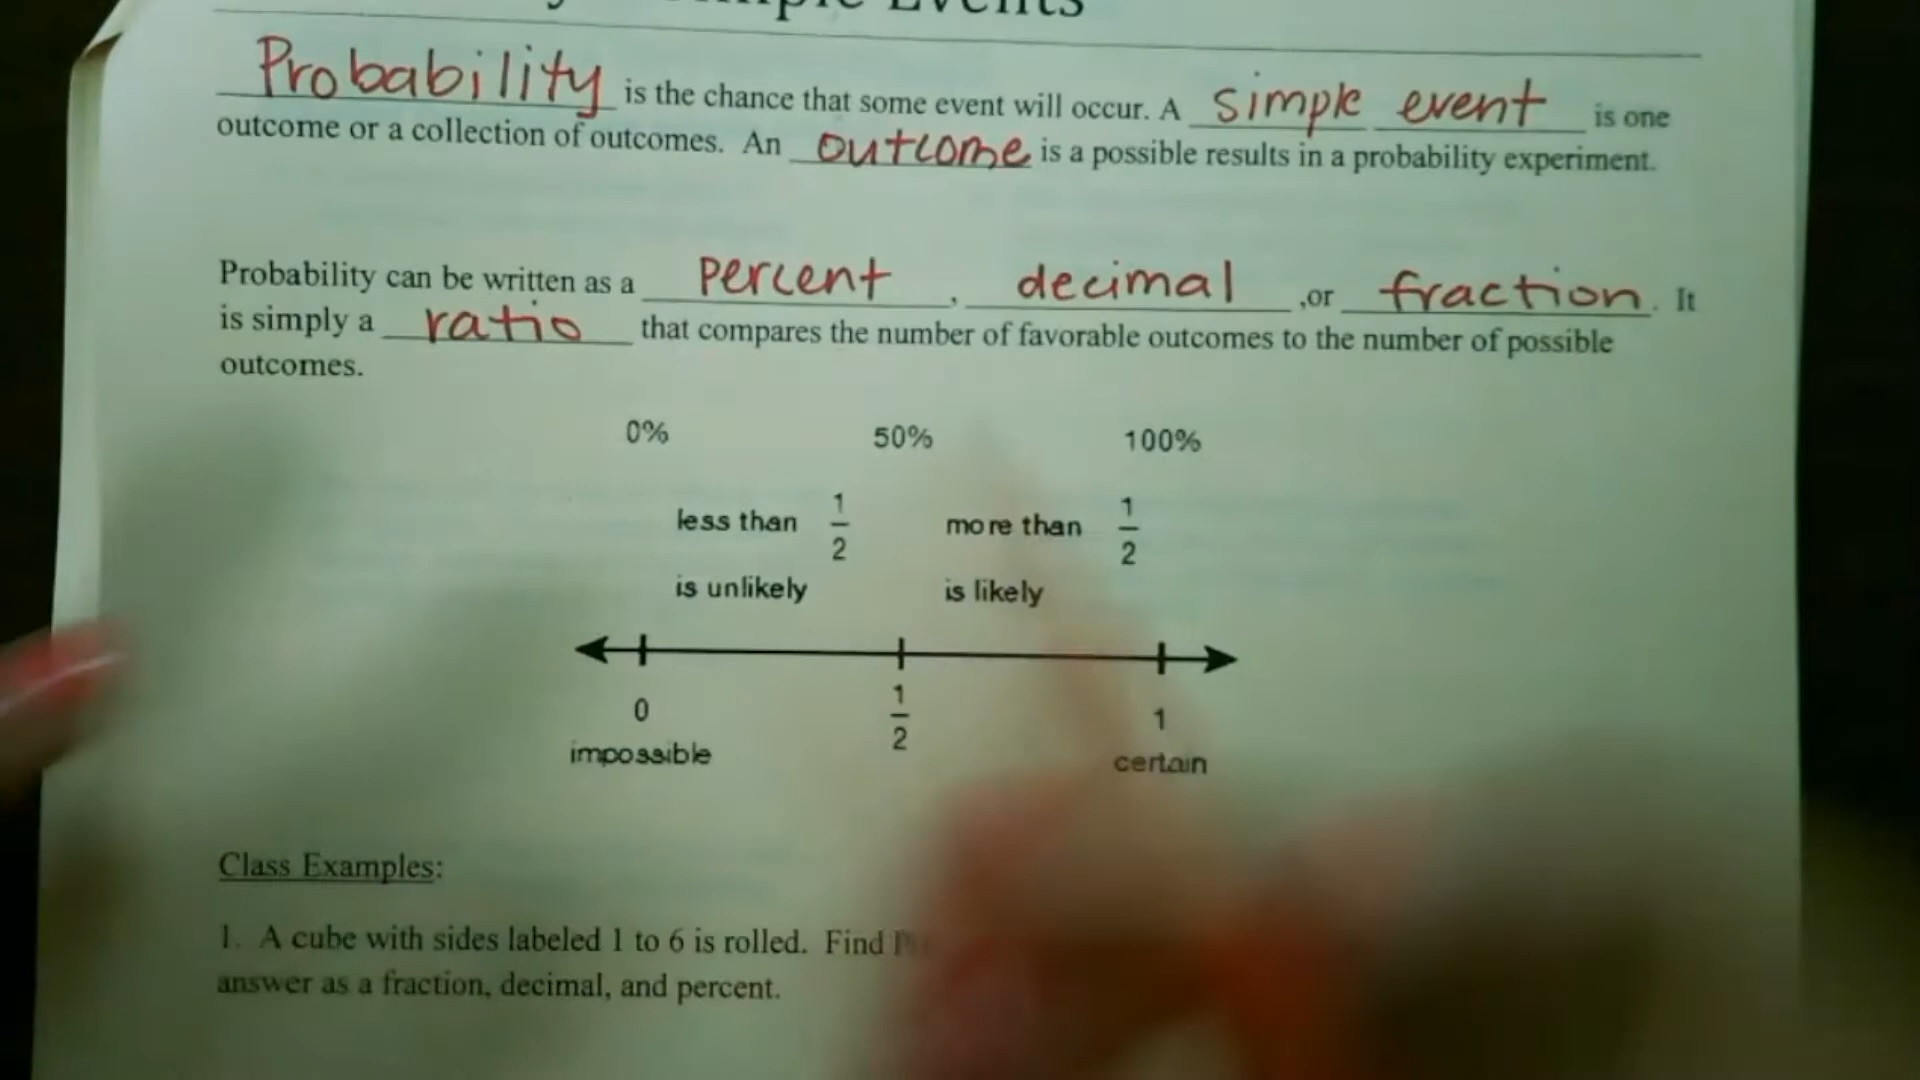 Events
Probability is the chance that some event will occur. A simple event is one
outcome or a collection of outcomes. An outcome is a possible results in a probability experiment.
Probability can be written as a percent, decimal ,or fraction. It
is simply a ratio that compares the number of favorable outcomes to the number of possible
outcomes.
0% 50% 100%
less than 1/2 more than 1/2
is unlikely is likely
0 1/2 1
impossible certain
Class Examples:
1. A cube with sides labeled 1 to 6 is rolled. Find
answer as a fraction, decimal, and percent.